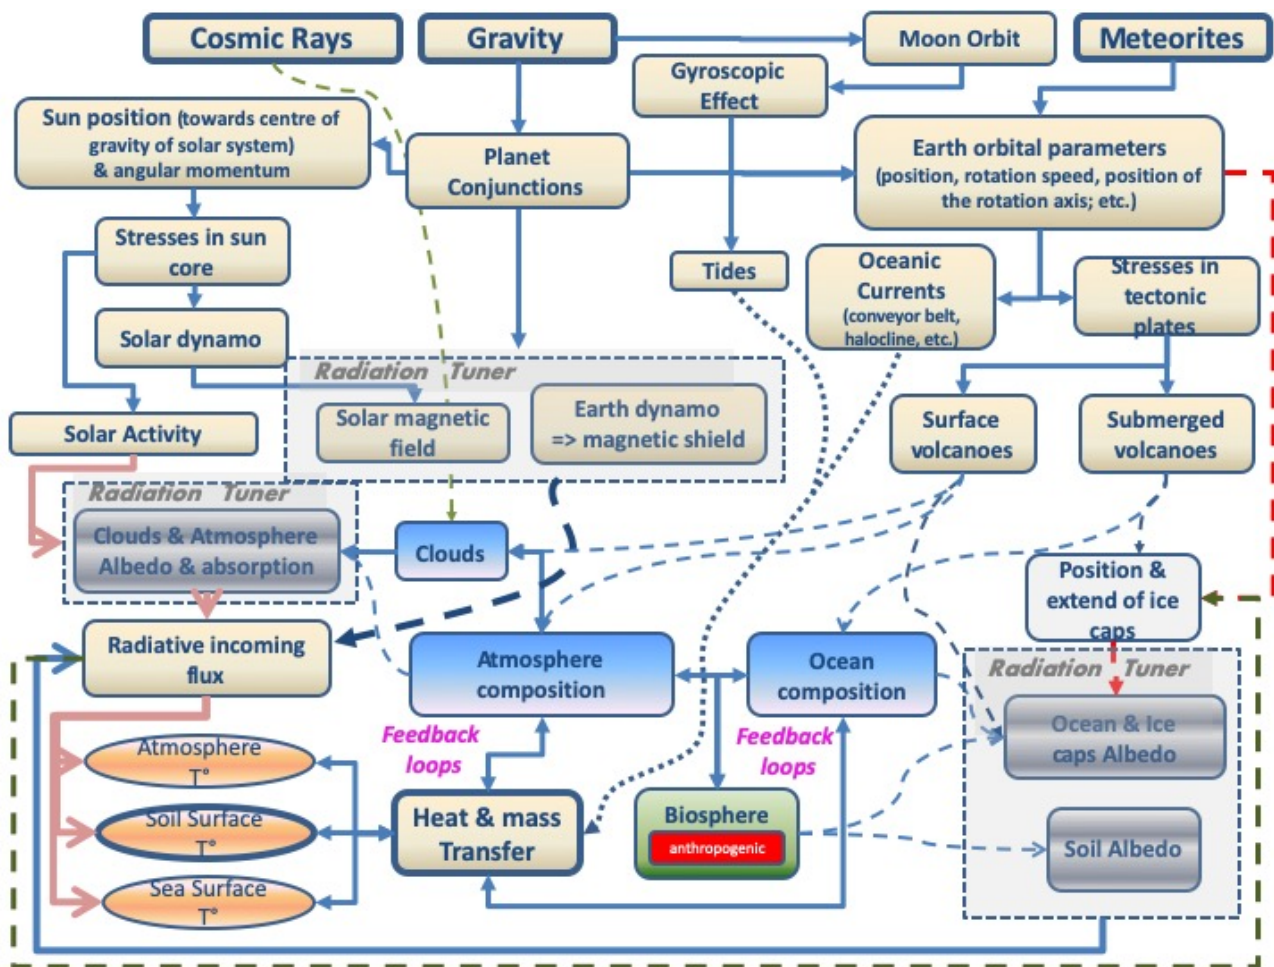 Cosmic Rays
Gravity
Moon Orbit
Meteorites
Gyroscopic
Effect
Sun position (towards centre of
gravity of solar system)
& angular momentum
Planet
Conjunctions
Earth orbital parameters
(position, rotation speed, position of
the rotation axis; etc.)
Stresses in sun
core
Tides
Oceanic
Currents
(conveyor belt,
halocline, etc.)
Stresses in
tectonic
plates
Solar dynamo
Radiation Tuner
Solar magnetic
field
Earth dynamo
=> magnetic shield
Solar Activity
Surface
volcanoes
Submerged
volcanoes
Radiation Tuner
Clouds & Atmosphere
Albedo & absorption
Clouds
Position &
extend of ice
caps
Radiative incoming
flux
Atmosphere
composition
Ocean
composition
Radiation Tuner
Ocean & Ice
caps Albedo
Feedback
loops
Feedback
loops
Atmosphere
T°
Soil Surface
T°
Sea Surface
T°
Heat & mass
Transfer
Biosphere
anthropogenic
Soil Albedo